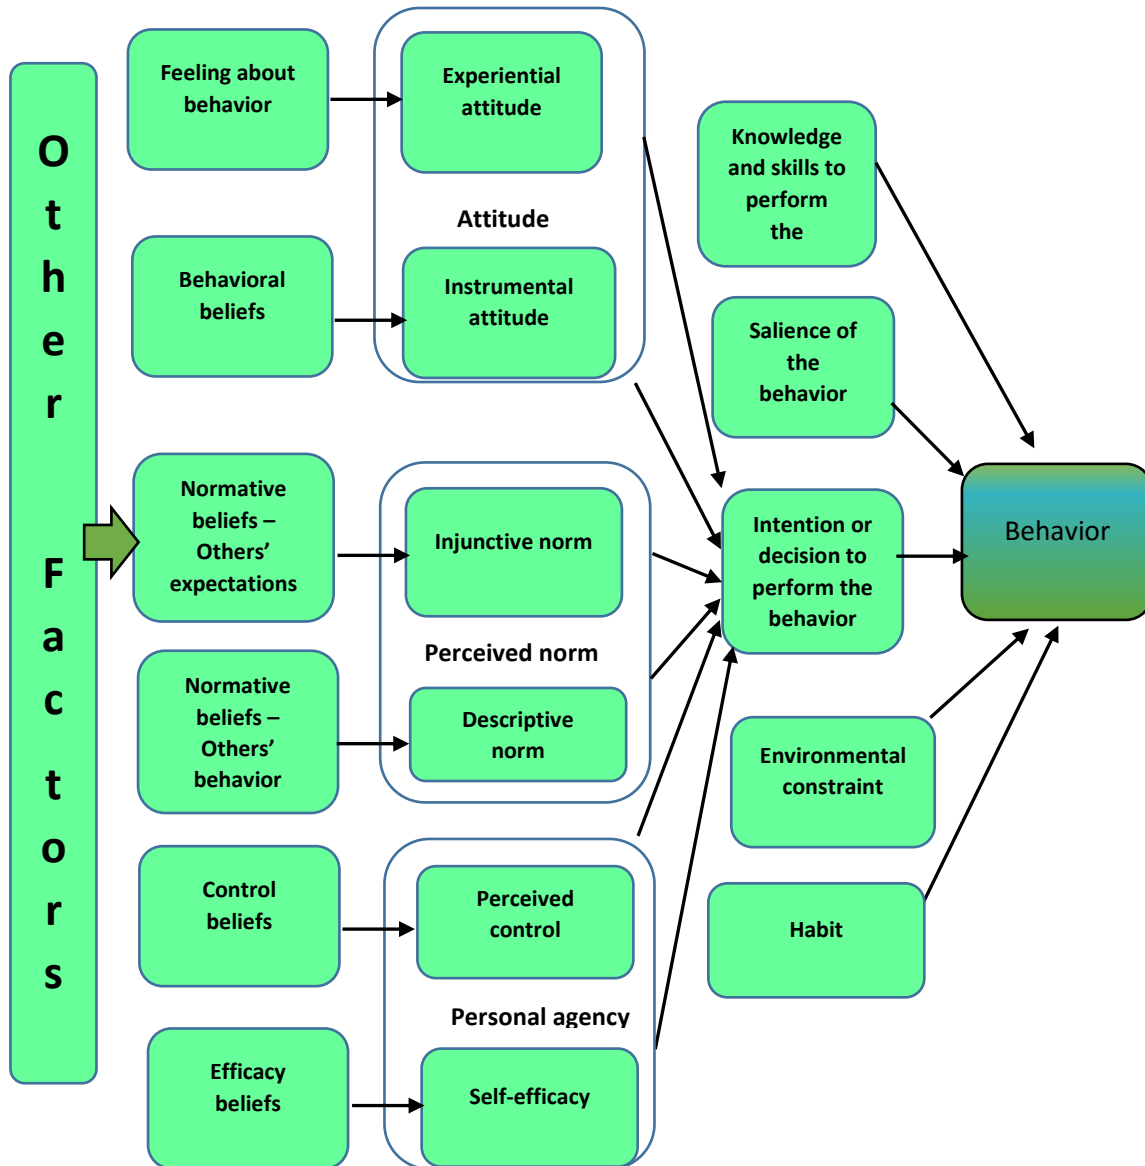 Other Factors
Feeling about
behavior
Experiential
attitude
Attitude
Behavioral
beliefs
Instrumental
attitude
Normative
beliefs –
Others’
expectations
Injunctive norm
Perceived norm
Normative
beliefs –
Others’
behavior
Descriptive
norm
Control
beliefs
Perceived
control
Personal agency
Efficacy
beliefs
Self-efficacy
Knowledge
and skills to
perform
the
Salience of
the
behavior
Intention or
decision to
perform the
behavior
Behavior
Environmental
constraint
Habit